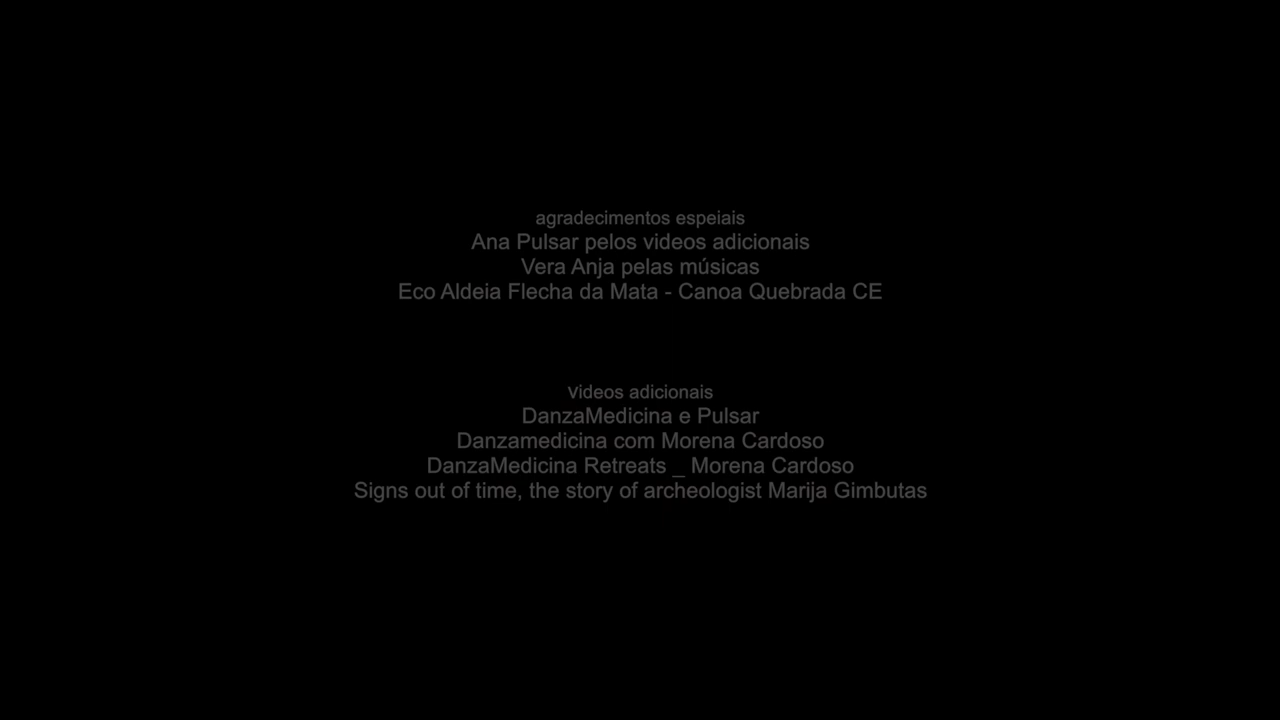 agradecimentos espeiais
Ana Pulsar pelos videos adicionais
Vera Anja pelas músicas
Eco Aldeia Flecha da Mata - Canoa Quebrada CE
videos adicionais
DanzaMedicina e Pulsar
Danzamedicina com Morena Cardoso
DanzaMedicina Retreats _ Morena Cardoso
Signs out of time, the story of archeologist Marija Gimbutas